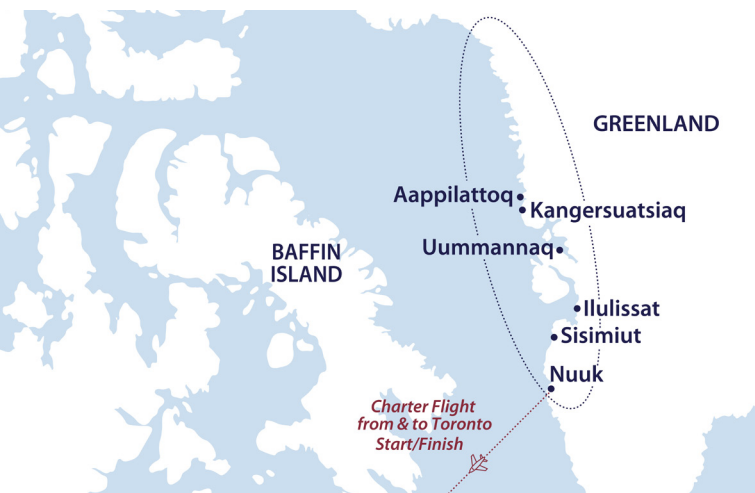 GREENLAND
Aappilattoq
Kangersuatsiaq
Uummannaq
BAFFIN
ISLAND
Ilulissat
Sisimiut
Nuuk
Charter Flight
from & to Toronto
Start/Finish